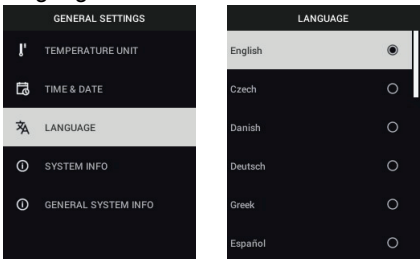 GENERAL SETTINGS
TEMPERATURE UNIT
TIME & DATE
LANGUAGE
SYSTEM INFO
GENERAL SYSTEM INFO
LANGUAGE
English
Czech
Danish
Deutsch
Greek
Español